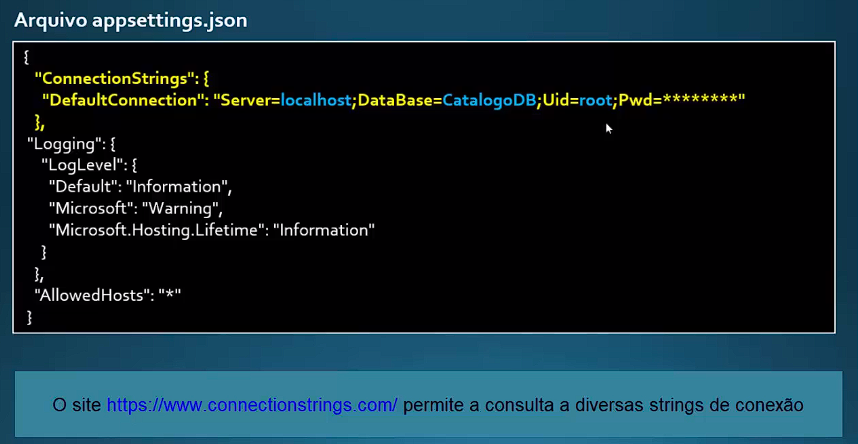 Arquivo appsettings.json
{
"ConnectionStrings": {
"DefaultConnection": "Server=localhost;DataBase=CatalogoDB;Uid=root;Pwd=********"
},
"Logging": {
"LogLevel": {
"Default": "Information",
"Microsoft": "Warning",
"Microsoft.Hosting.Lifetime": "Information"
}
},
"AllowedHosts": "*"
}
O site https://www.connectionstrings.com/ permite a consulta a diversas strings de conexão